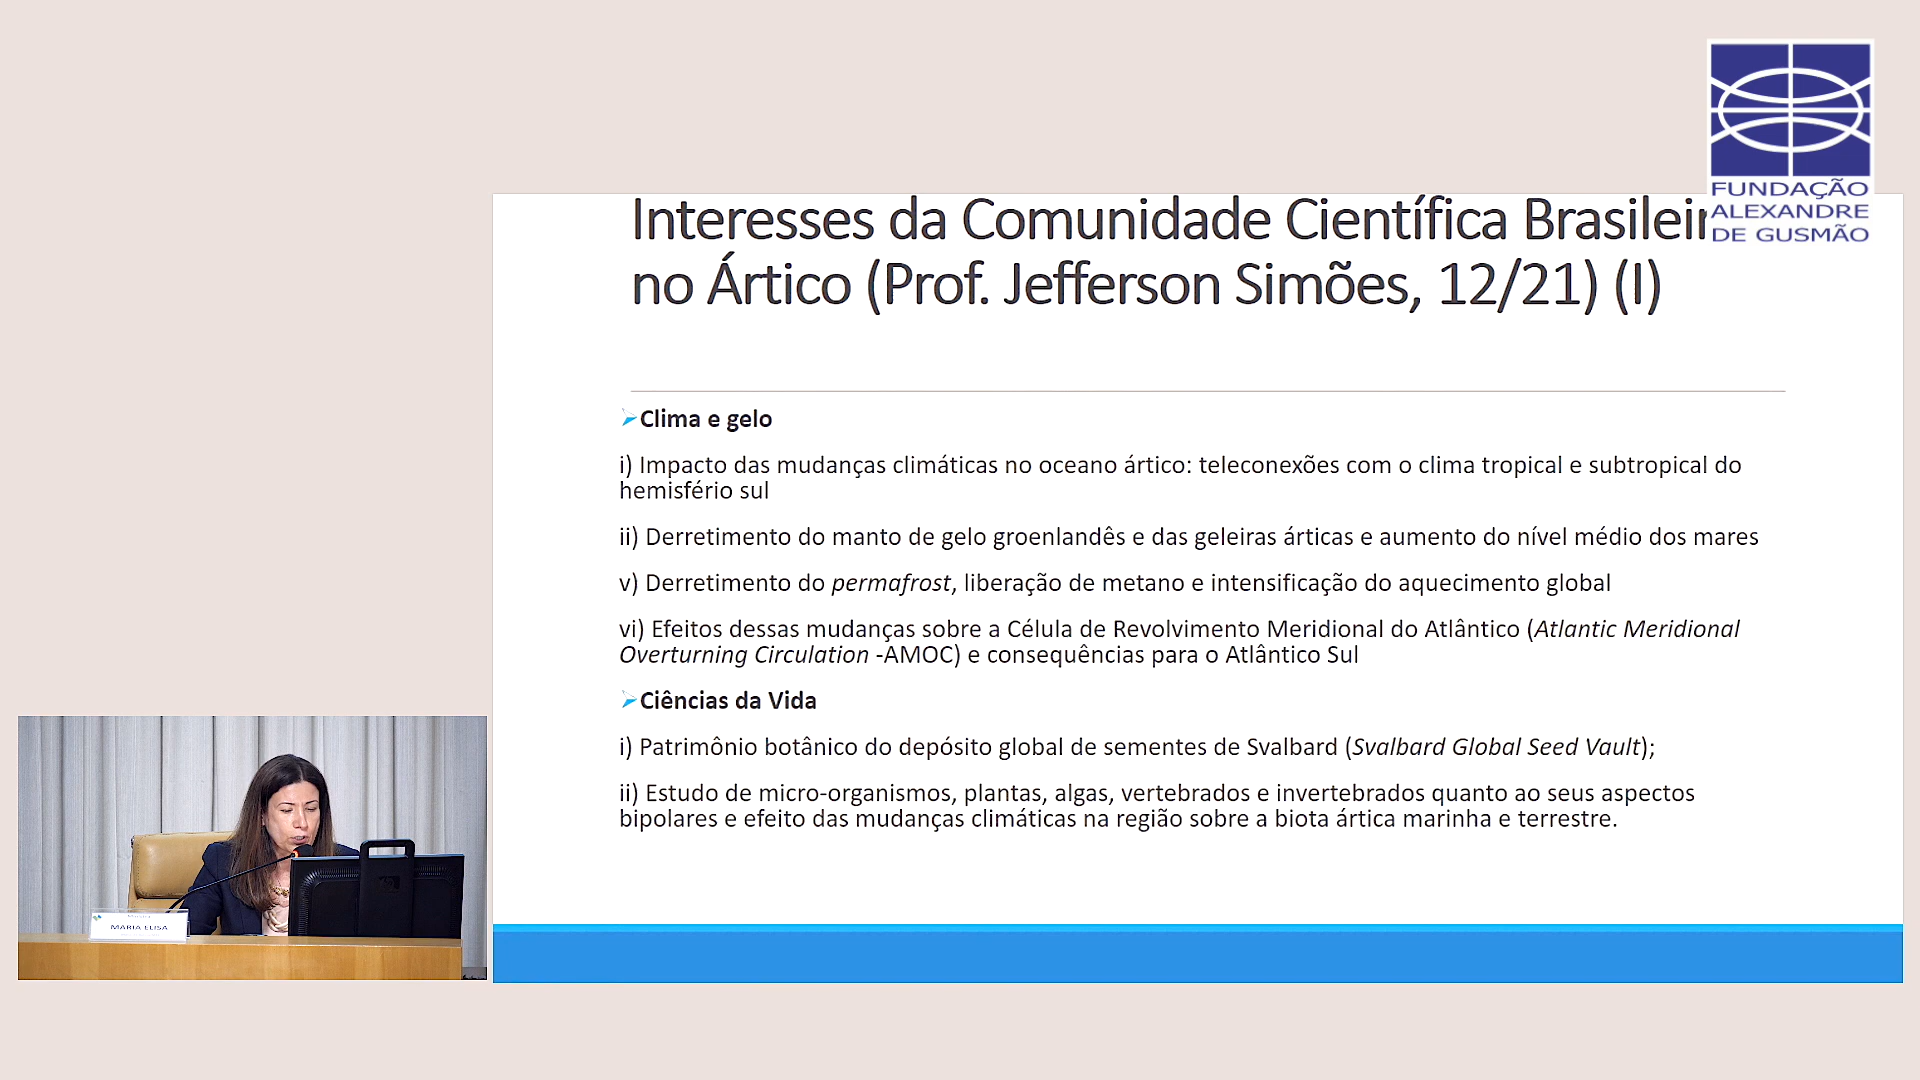 FUNDAÇÃO
ALEXANDRE
DE GUSMÃO
Interesses da Comunidade Científica Brasileir
no Ártico (Prof. Jefferson Simões, 12/21) (I)
Clima e gelo
i) Impacto das mudanças climáticas no oceano ártico: teleconexões com o clima tropical e subtropical do
hemisfério sul
ii) Derretimento do manto de gelo groenlandês e das geleiras árticas e aumento do nível médio dos mares
v) Derretimento do permafrost, liberação de metano e intensificação do aquecimento global
vi) Efeitos dessas mudanças sobre a Célula de Revolvimento Meridional do Atlântico (Atlantic Meridional
Overturning Circulation -AMOC) e consequências para o Atlântico Sul
Ciências da Vida
i) Patrimônio botânico do depósito global de sementes de Svalbard (Svalbard Global Seed Vault);
ii) Estudo de micro-organismos, plantas, algas, vertebrados e invertebrados quanto ao seus aspectos
bipolares e efeito das mudanças climáticas na região sobre a biota ártica marinha e terrestre.
MARIA ELISA